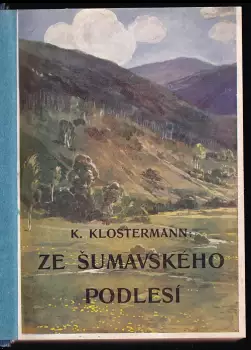 K. KLOSTERMANN
ZE ŠUMAVSKÉHO
PODLESÍ